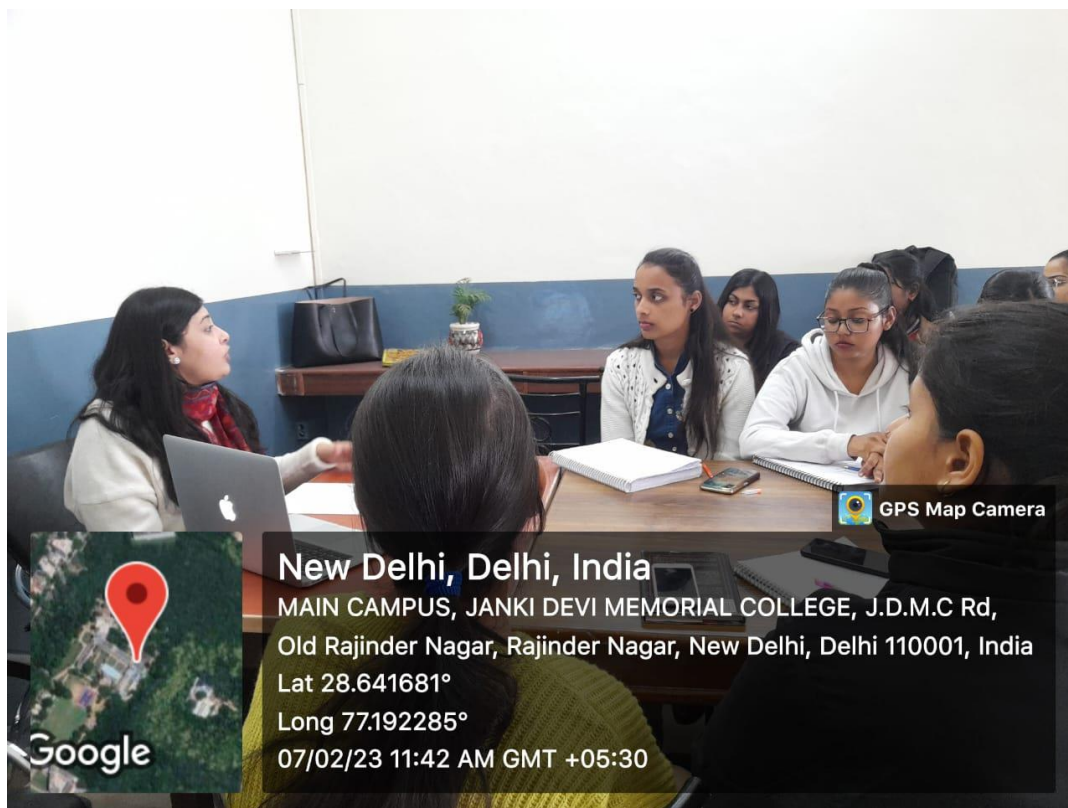 GPS Map Camera
New Delhi, Delhi, India
MAIN CAMPUS, JANKI DEVI MEMORIAL COLLEGE, J.D.M.C Rd,
Old Rajinder Nagar, Rajinder Nagar, New Delhi, Delhi 110001, India
Lat 28.641681°
Long 77.192285°
07/02/23 11:42 AM GMT +05:30
Google